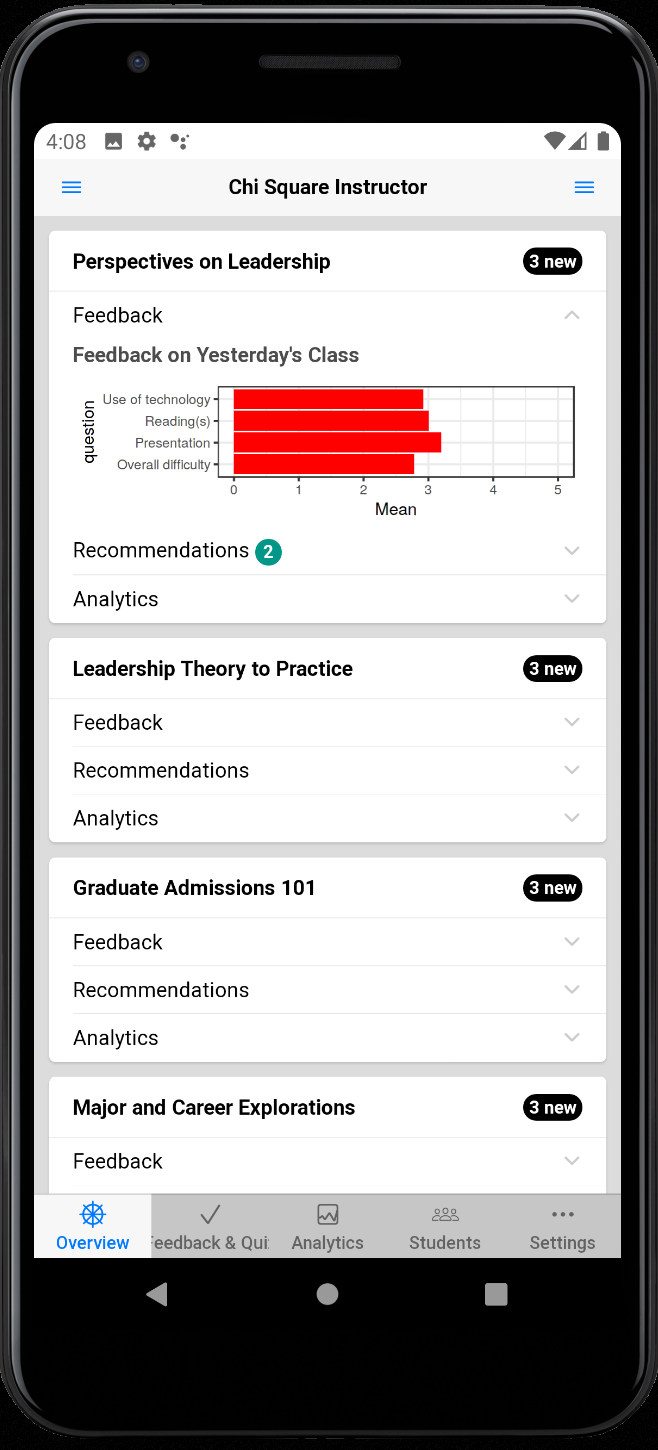 4:08
Chi Square Instructor
Perspectives on Leadership 3 new
Feedback
Feedback on Yesterday's Class
question
Use of technology
Reading(s)
Presentation
Overall difficulty
0 1 2 3 4 5
Mean
Recommendations 2
Analytics
Leadership Theory to Practice 3 new
Feedback
Recommendations
Analytics
Graduate Admissions 101 3 new
Feedback
Recommendations
Analytics
Major and Career Explorations 3 new
Feedback
Overview eedback & Qui Analytics Students Settings